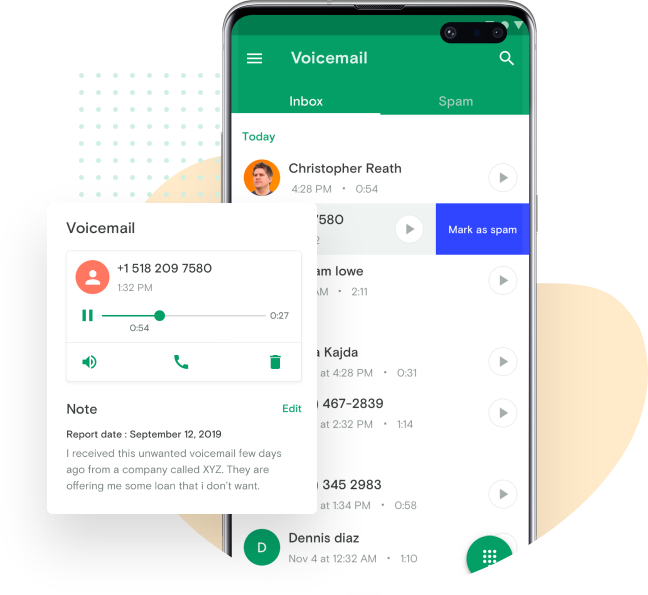 Voicemail
Inbox
Spam
Today
Christopher Reath
4:28 PM • 0:54
7580
2
Mark as spam
am lowe
AM • 2:11
a Kajda
at 4:28 PM • 0:31
) 467-2839
at 2:32 PM • 1:14
) 345 2983
at 1:34 PM • 0:58
D
Dennis diaz
Nov 4 at 12:32 AM • 1:10
Voicemail
+1 518 209 7580
1:32 PM
0:27
0:54
Note
Edit
Report date : September 12, 2019
I received this unwanted voicemail few days
ago from a company called XYZ. They are
offering me some loan that i don't want.